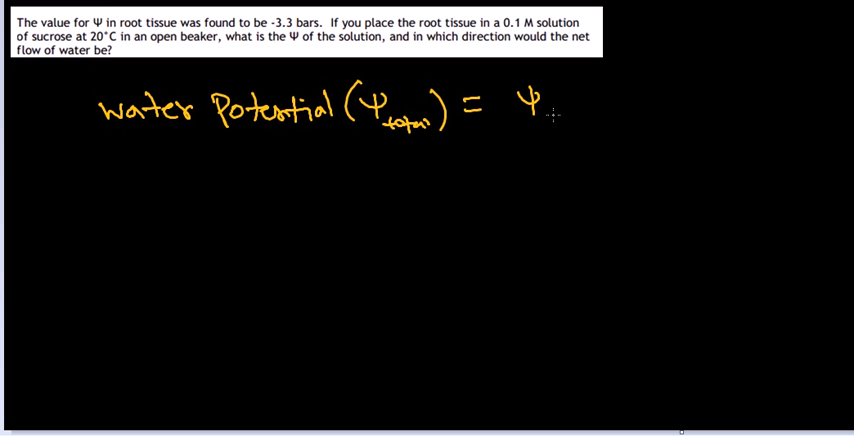 The value for Ψ in root tissue was found to be -3.3 bars. If you place the root tissue in a 0.1 M solution
of sucrose at 20˚C in an open beaker, what is the Ψ of the solution, and in which direction would the net
flow of water be?
Water Potential (Ψ total) = Ψ